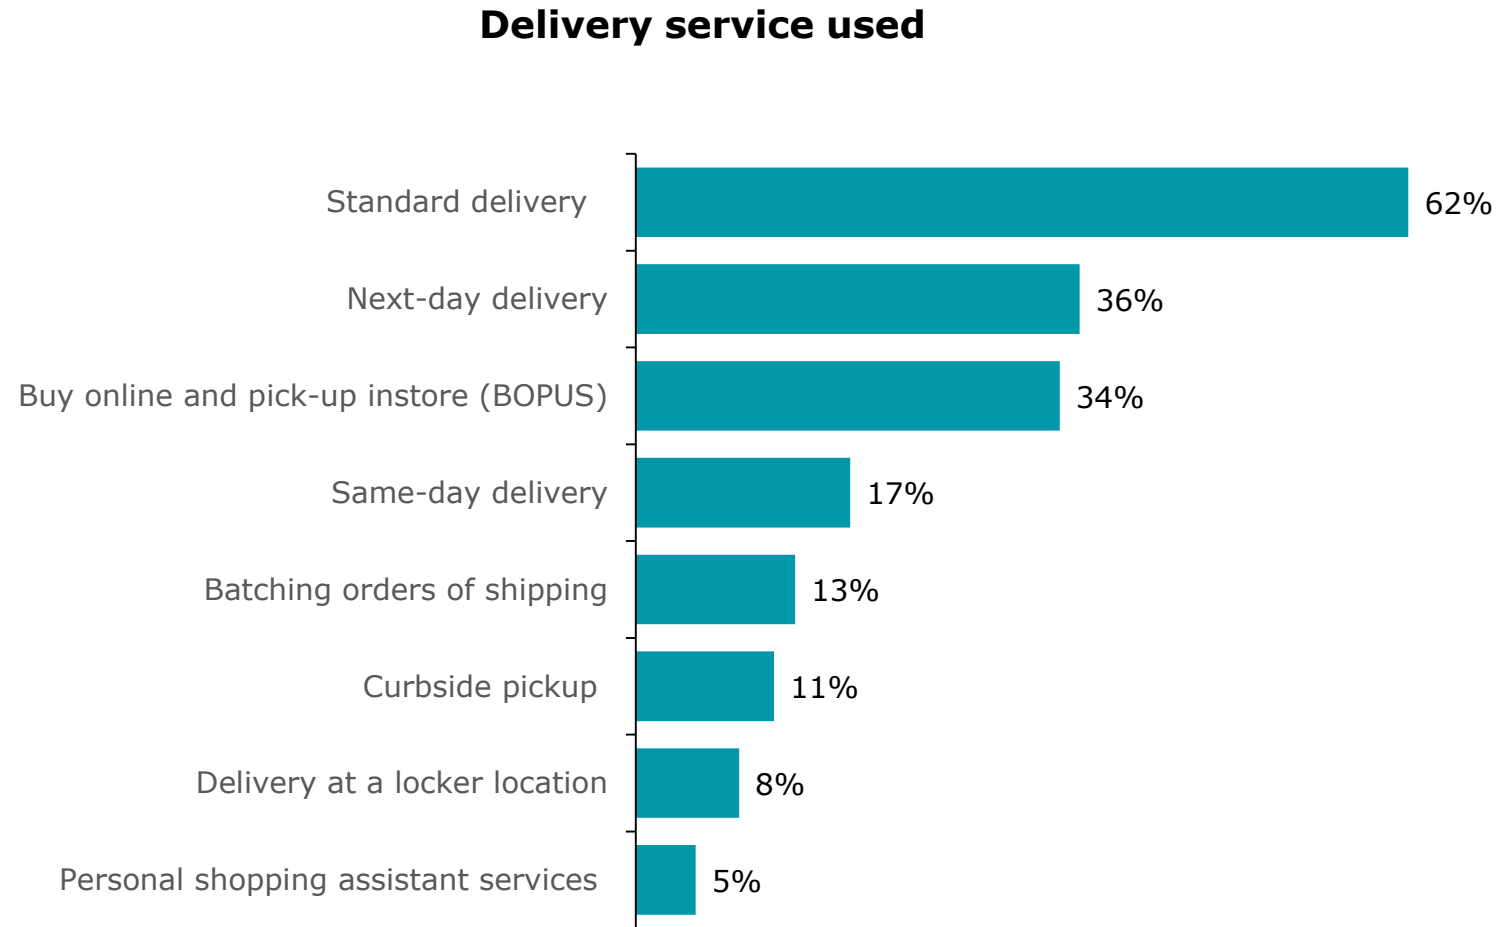 Delivery service used
Standard delivery 62%
Next-day delivery 36%
Buy online and pick-up instore (BOPUS) 34%
Same-day delivery 17%
Batching orders of shipping 13%
Curbside pickup 11%
Delivery at a locker location 8%
Personal shopping assistant services 5%